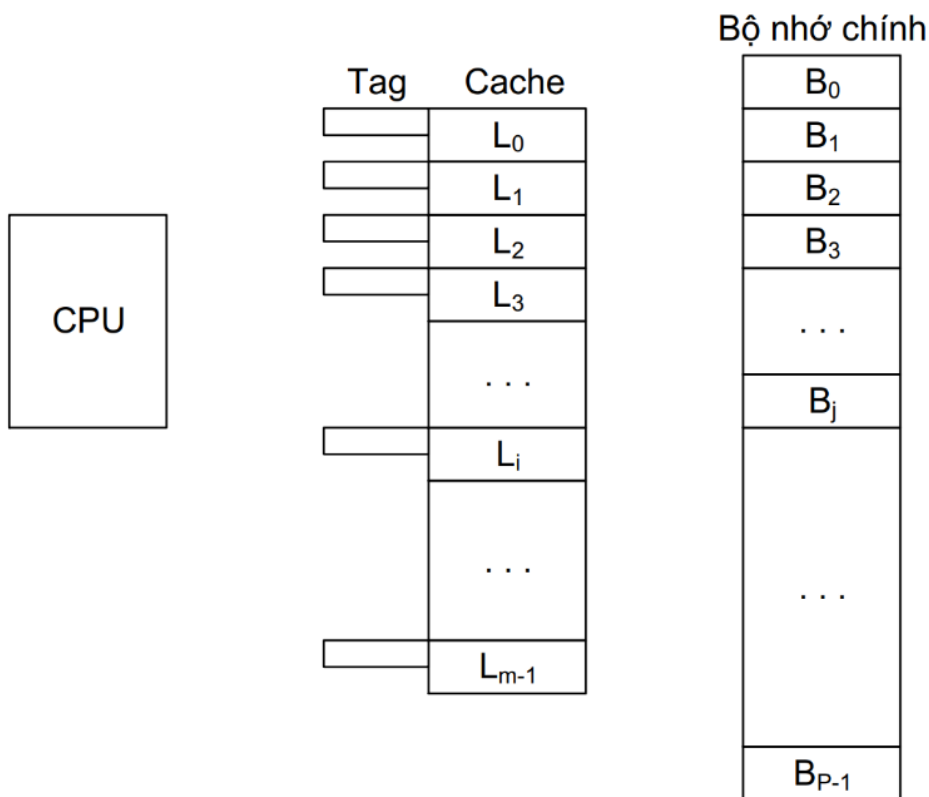 Bộ nhớ chính
Tag Cache
CPU
L₀
L₁
L₂
L₃
. . .
Lᵢ
. . .
Lₘ₋₁
B₀
B₁
B₂
B₃
. . .
Bⱼ
. . .
B_P-1